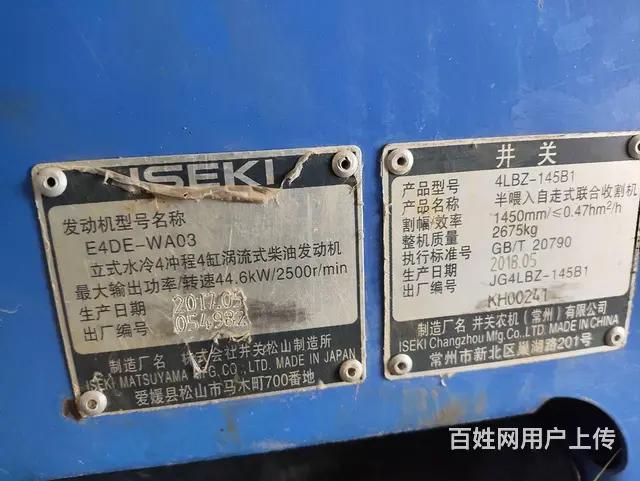 ISEKI
发动机型号名称
E4DE-WA03
立式水冷4冲程4缸涡流式柴油发动机
最大输出功率/转速44.6kW/2500r/min
生产日期 2017.05
出厂编号 054982
制造厂名 株式会社井关松山制造所
ISEKI MATSUYAMA MFG.CO., LTD. MADE IN JAPAN
爱媛县松山市马木町700番地
井关
产品型号 4LBZ-145B1
产品名称 半喂入自走式联合收割机
割幅/效率 1450mm/≤0.47hm²/h
整机质量 2675kg
执行标准 GB/T 20790
生产日期 2018.05
出厂编号 JG4LBZ-145B1
KH00241
制造厂名 井关农机（常州）有限公司
ISEKI Changzhou Mfg.Co.LTD. MADE IN CHINA
常州市新北区巢湖路201号
百姓网用户上传